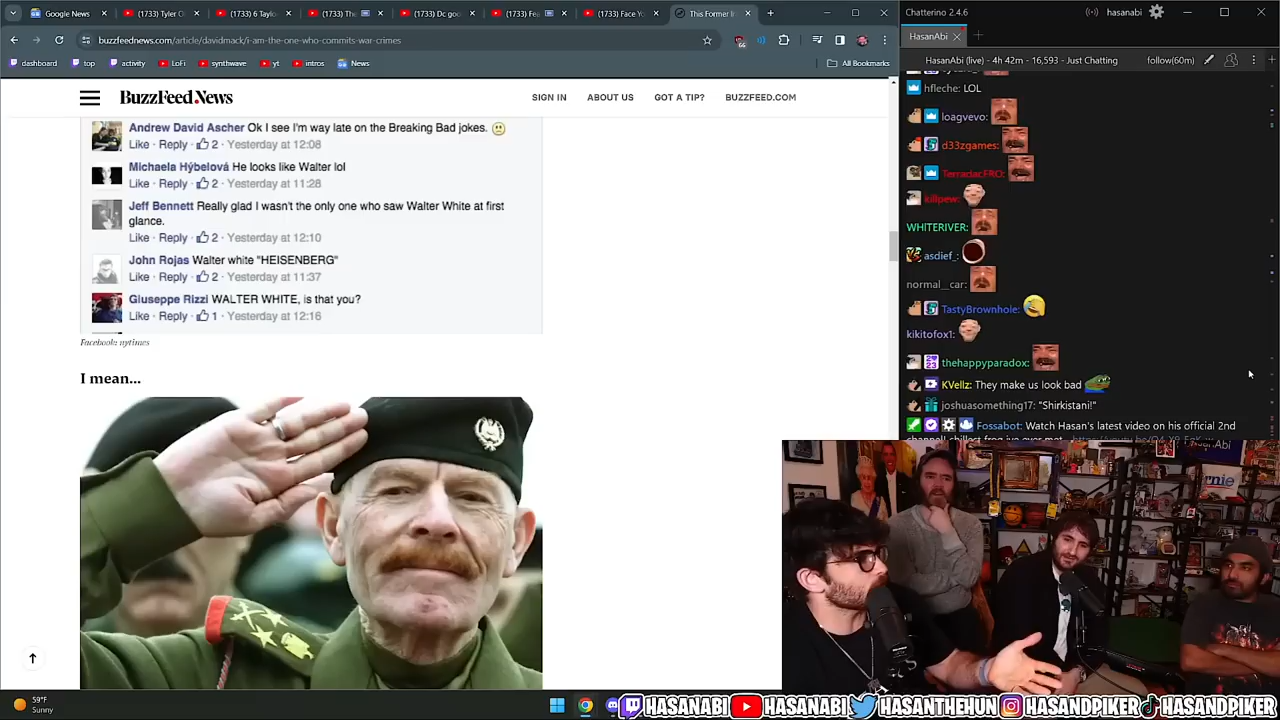 Google News
(1733) Tyler O
(1733) 6 Taylo
(1733) The
(1733) Dc goo
(1733) Fea
(1733) Face Yo
This Former Ir
buzzfeednews.com/article/davidmack/i-am-the-one-who-commits-war-crimes
dashboard
top
activity
LoFi
synthwave
yt
intros
News
All Bookmarks
BuzzFeed.News
SIGN IN
ABOUT US
GOT A TIP?
BUZZFEED.COM
Andrew David Ascher Ok I see I'm way late on the Breaking Bad jokes.
Like · Reply · 2 · Yesterday at 12:08
Michaela Hýbelová He looks like Walter lol
Like · Reply · 2 · Yesterday at 11:28
Jeff Bennett Really glad I wasn't the only one who saw Walter White at first
glance.
Like · Reply · 2 · Yesterday at 12:10
John Rojas Walter white "HEISENBERG"
Like · Reply · 2 · Yesterday at 11:37
Giuseppe Rizzi WALTER WHITE, is that you?
Like · Reply · 1 · Yesterday at 12:16
Facebook: nytimes
I mean...
59°F
Sunny
Chatterino 2.4.6
hasanabi
HasanAbi
HasanAbi (live) - 4h 42m - 16,593 - Just Chatting
follow(60m)
hfleche: LOL
loagvevo:
d33zgames:
TerradarFRO:
killpew:
WHITERIVER:
asdief_:
normal__car:
TastyBrownhole:
kikitofox1:
thehappyparadox:
KVellz: They make us look bad
joshuasomething17: "Shirkistani!"
Fossabot: Watch Hasan's latest video on his official 2nd
HASANABI
HASANABI
HASANTHEHUN
HASANDPIKER
HASANDPIKER